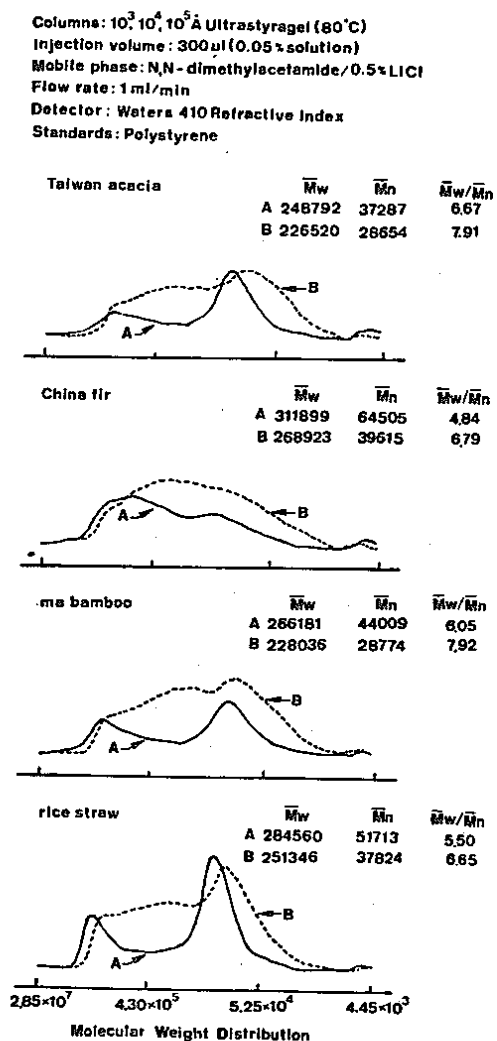 Columns: 10³, 10⁴, 10⁵ Å Ultrastyragel (80°C)
Injection volume: 300ul (0.05% solution)
Mobile phase: N,N-dimethylacetamide/0.5% LiCl
Flow rate: 1 ml/min
Detector: Waters 410 Refractive Index
Standards: Polystyrene
Taiwan acacia M̄w M̄n M̄w/M̄n
A 248792 37287 6.67
B 226520 28654 7.91
B
A
China fir M̄w M̄n M̄w/M̄n
A 311899 64505 4.84
B 268923 39615 6.79
A B
ma bamboo M̄w M̄n M̄w/M̄n
A 266181 44009 6.05
B 228036 28774 7.92
B
A
rice straw M̄w M̄n M̄w/M̄n
A 284560 51713 5.50
B 251346 37824 6.65
B
A
2.85×10⁷ 4.30×10⁵ 5.25×10⁴ 4.45×10³
Molecular Weight Distribution